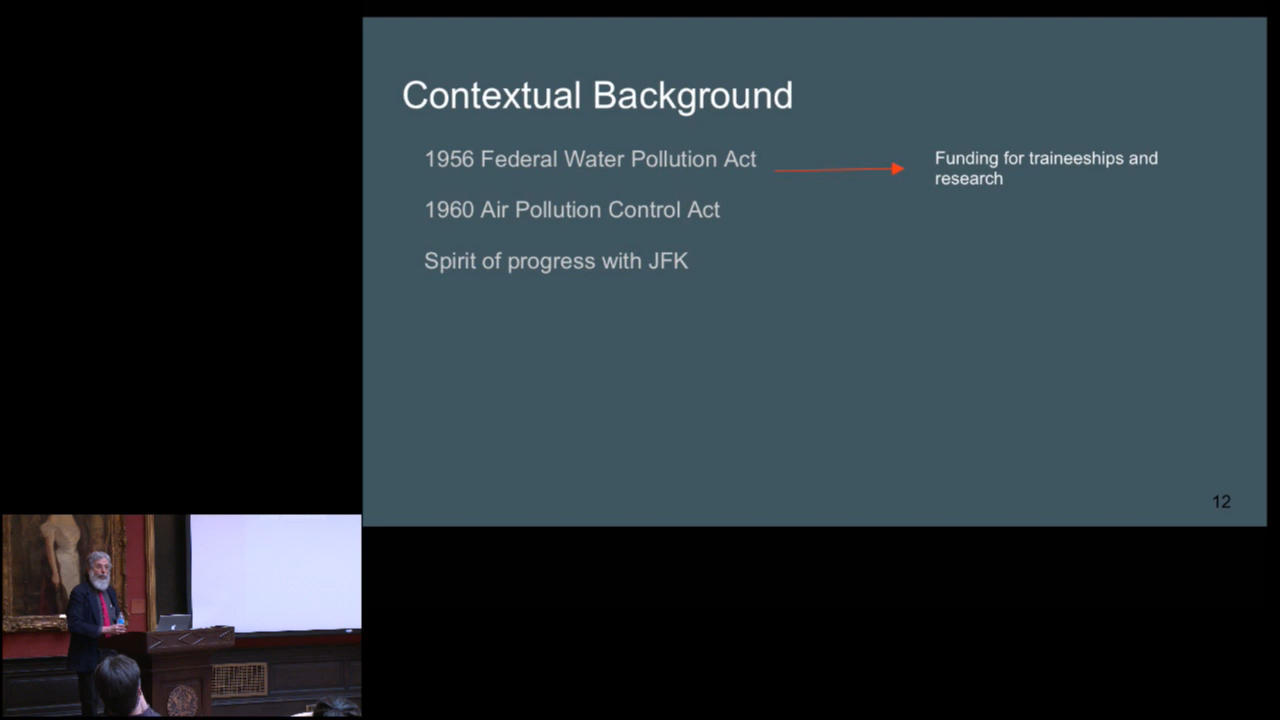 Contextual Background
1956 Federal Water Pollution Act
Funding for traineeships and
research
1960 Air Pollution Control Act
Spirit of progress with JFK
12